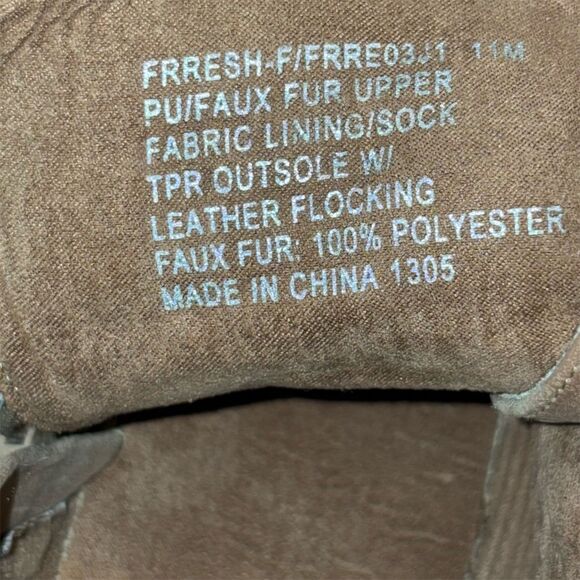 FRRESH-F/FRRE03J1 11M
PU/FAUX FUR UPPER
FABRIC LINING/SOCK
TPR OUTSOLE W/
LEATHER FLOCKING
FAUX FUR: 100% POLYESTER
MADE IN CHINA 1305